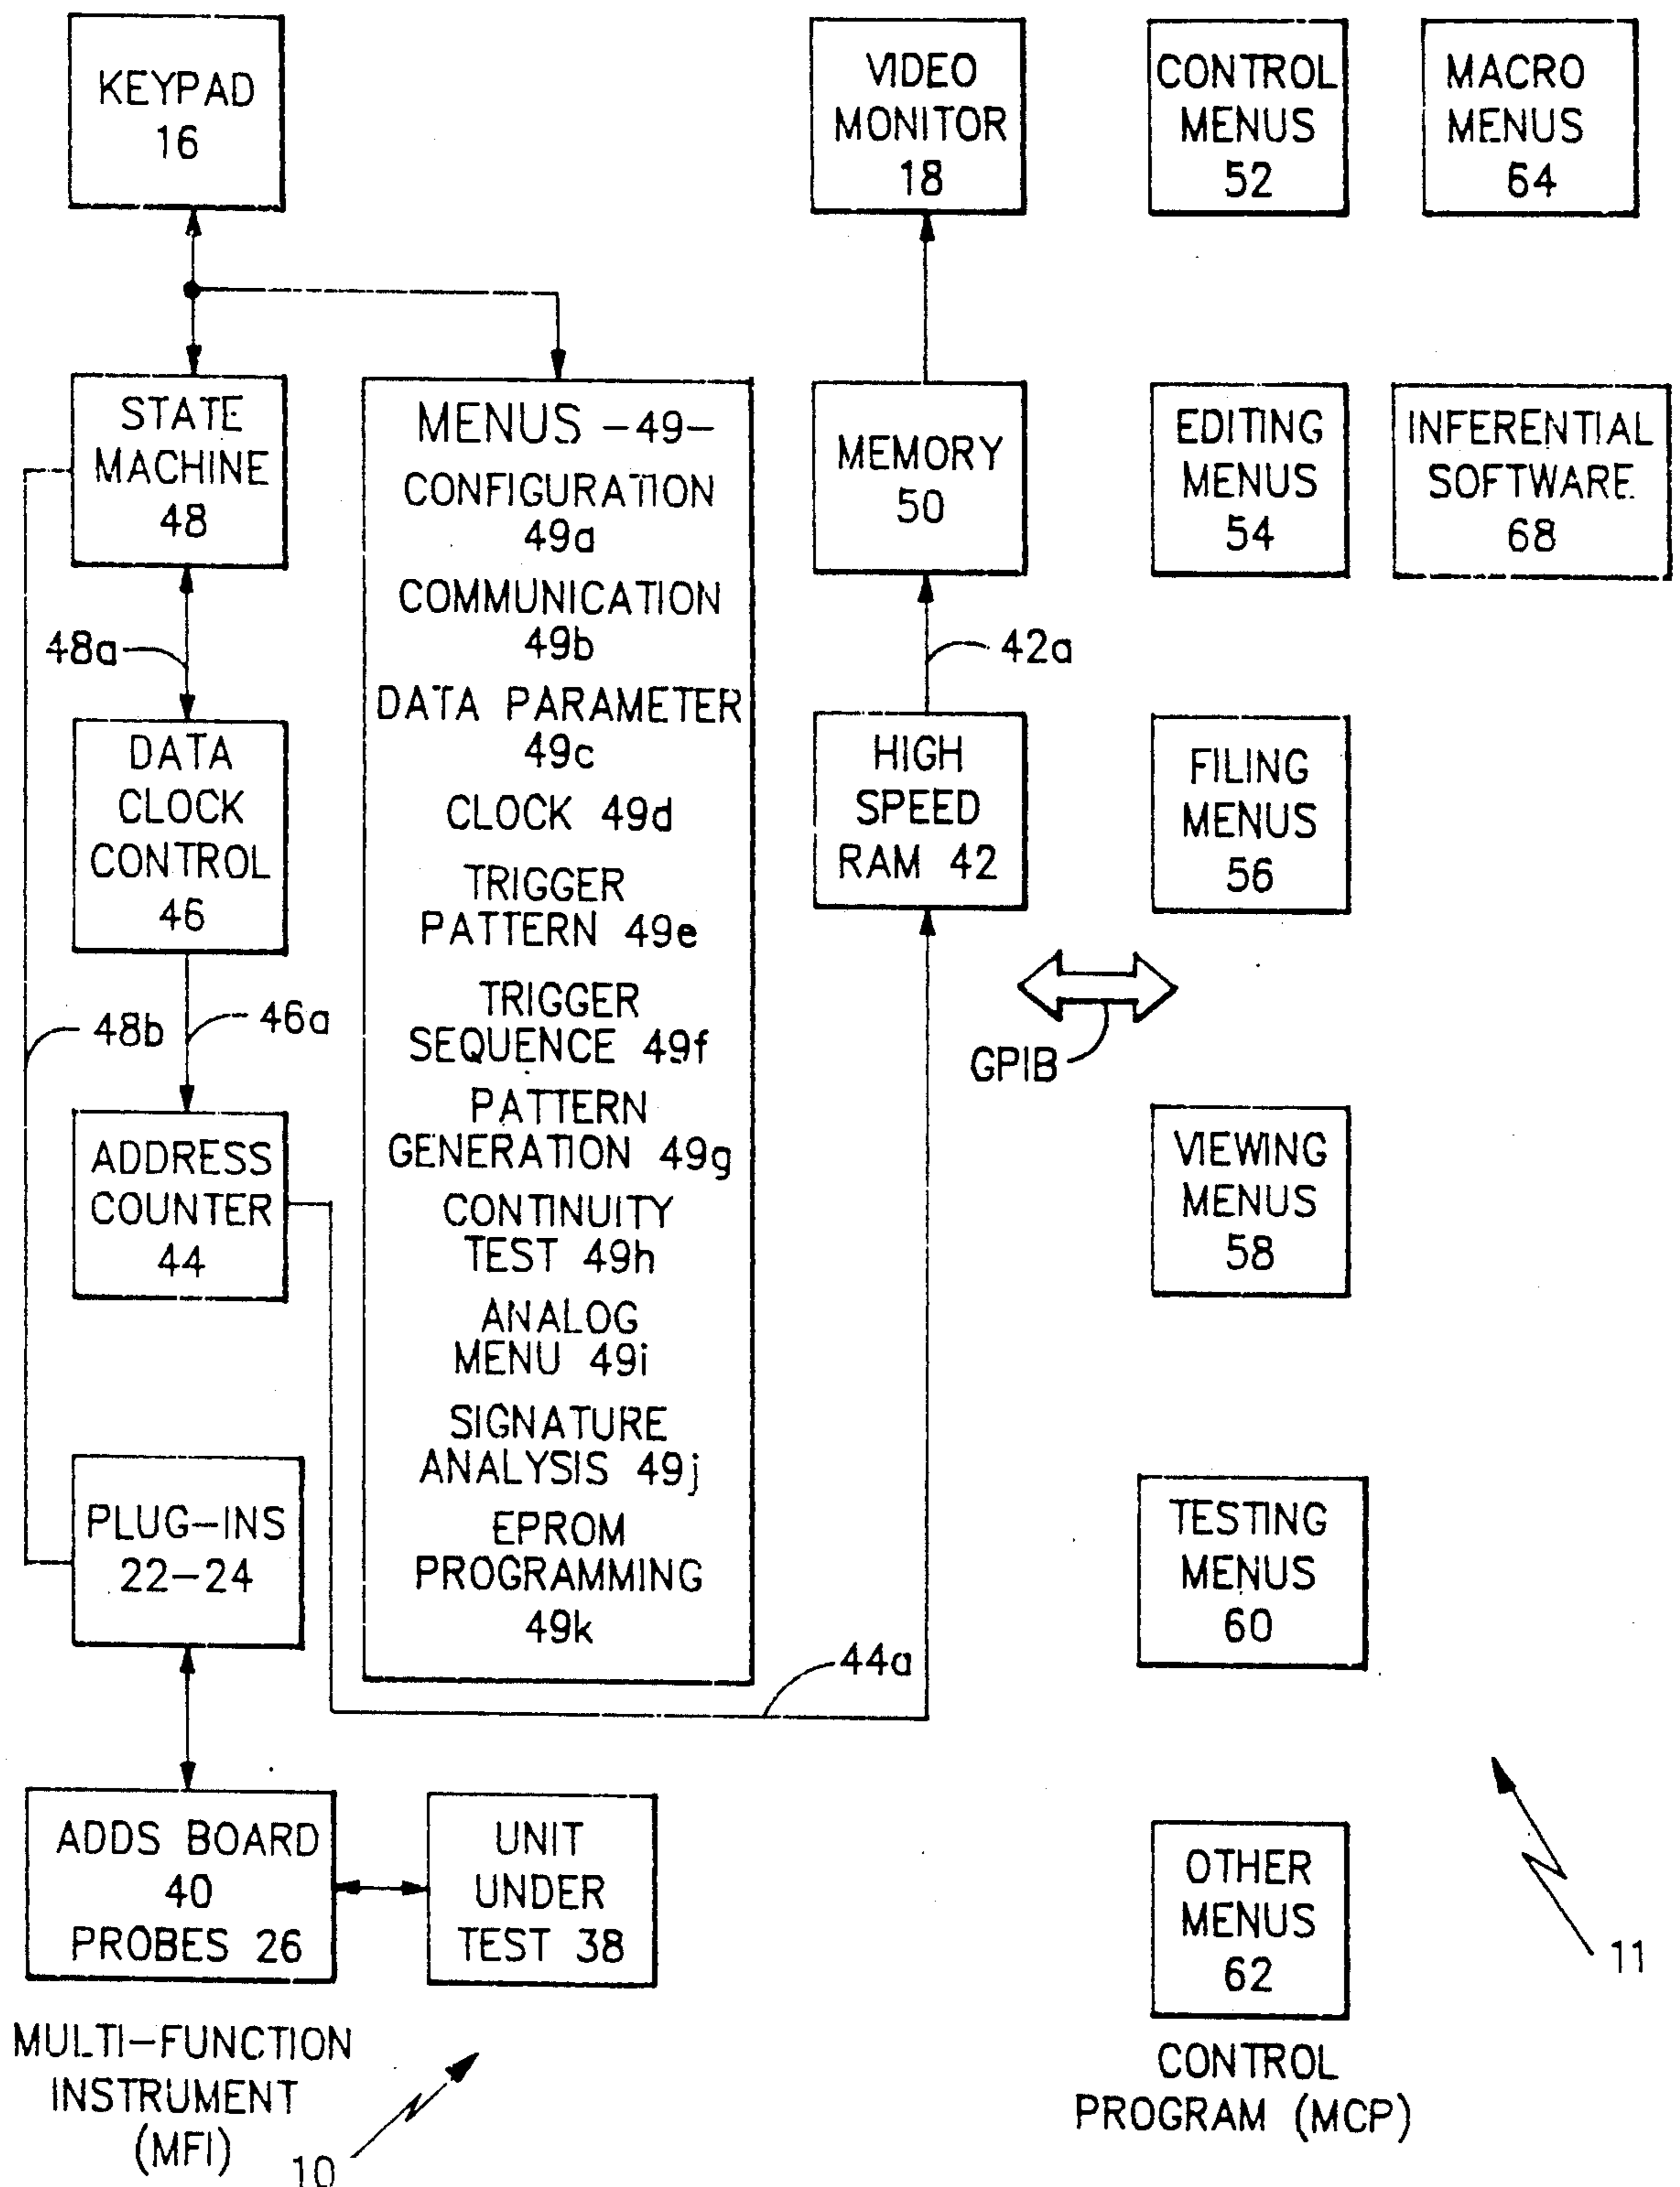 KEYPAD
16
VIDEO
MONITOR
18
CONTROL
MENUS
52
MACRO
MENUS
64
STATE
MACHINE
48
MENUS -49-
CONFIGURATION
49a
COMMUNICATION
49b
DATA PARAMETER
49c
CLOCK 49d
TRIGGER
PATTERN 49e
TRIGGER
SEQUENCE 49f
PATTERN
GENERATION 49g
CONTINUITY
TEST 49h
ANALOG
MENU 49i
SIGNATURE
ANALYSIS 49j
EPROM
PROGRAMMING
49k
MEMORY
50
EDITING
MENUS
54
INFERENTIAL
SOFTWARE
68
48a
42a
DATA
CLOCK
CONTROL
46
HIGH
SPEED
RAM 42
FILING
MENUS
56
48b
46a
GPIB
ADDRESS
COUNTER
44
VIEWING
MENUS
58
PLUG-INS
22-24
TESTING
MENUS
60
44a
ADDS BOARD
40
PROBES 26
UNIT
UNDER
TEST 38
OTHER
MENUS
62
11
MULTI-FUNCTION
INSTRUMENT
(MFI)
10
CONTROL
PROGRAM (MCP)